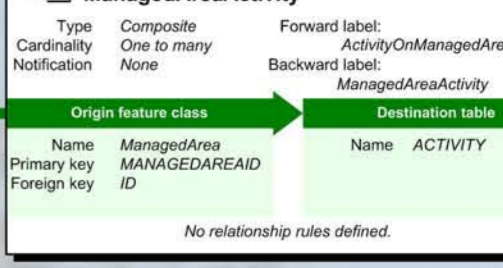 Type Composite Forward label:
Cardinality One to many ActivityOnManagedAre
Notification None Backward label:
ManagedAreaActivity
Origin feature class Destination table
Name ManagedArea Name ACTIVITY
Primary key MANAGEDAREAID
Foreign key ID
No relationship rules defined.